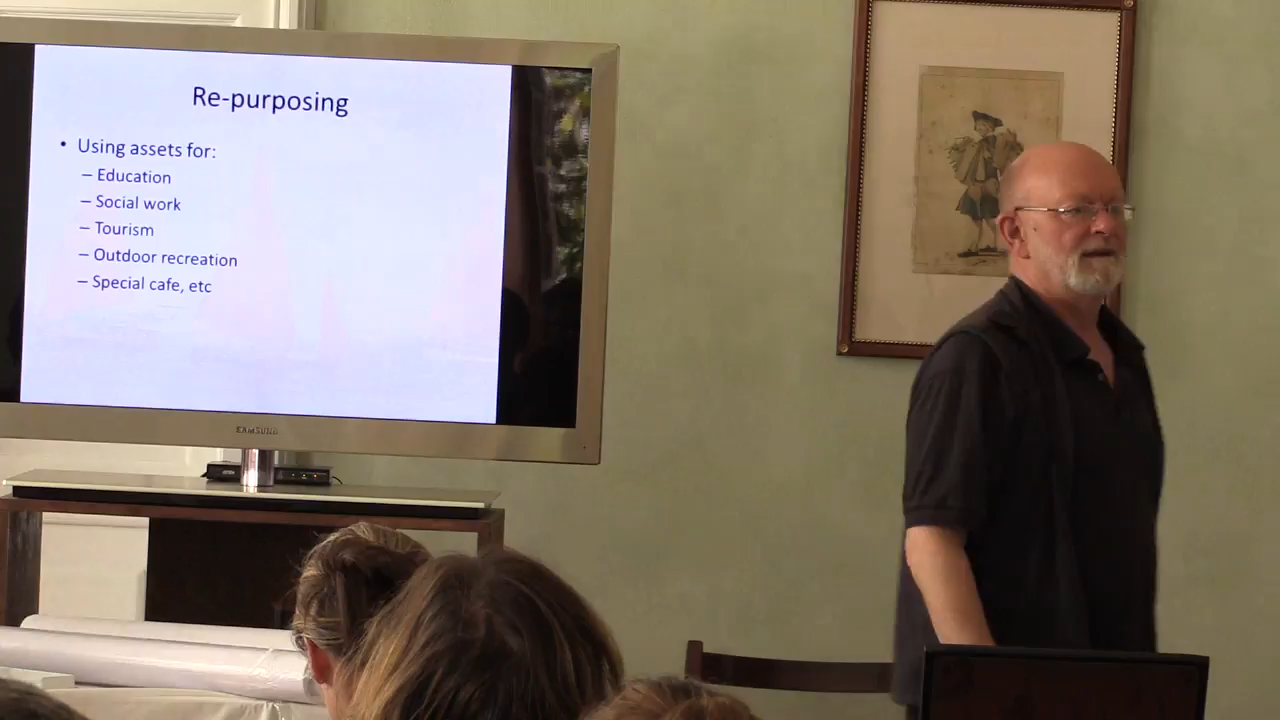 Re-purposing
• Using assets for:
– Education
– Social work
– Tourism
– Outdoor recreation
– Special cafe, etc
SAMSUNG